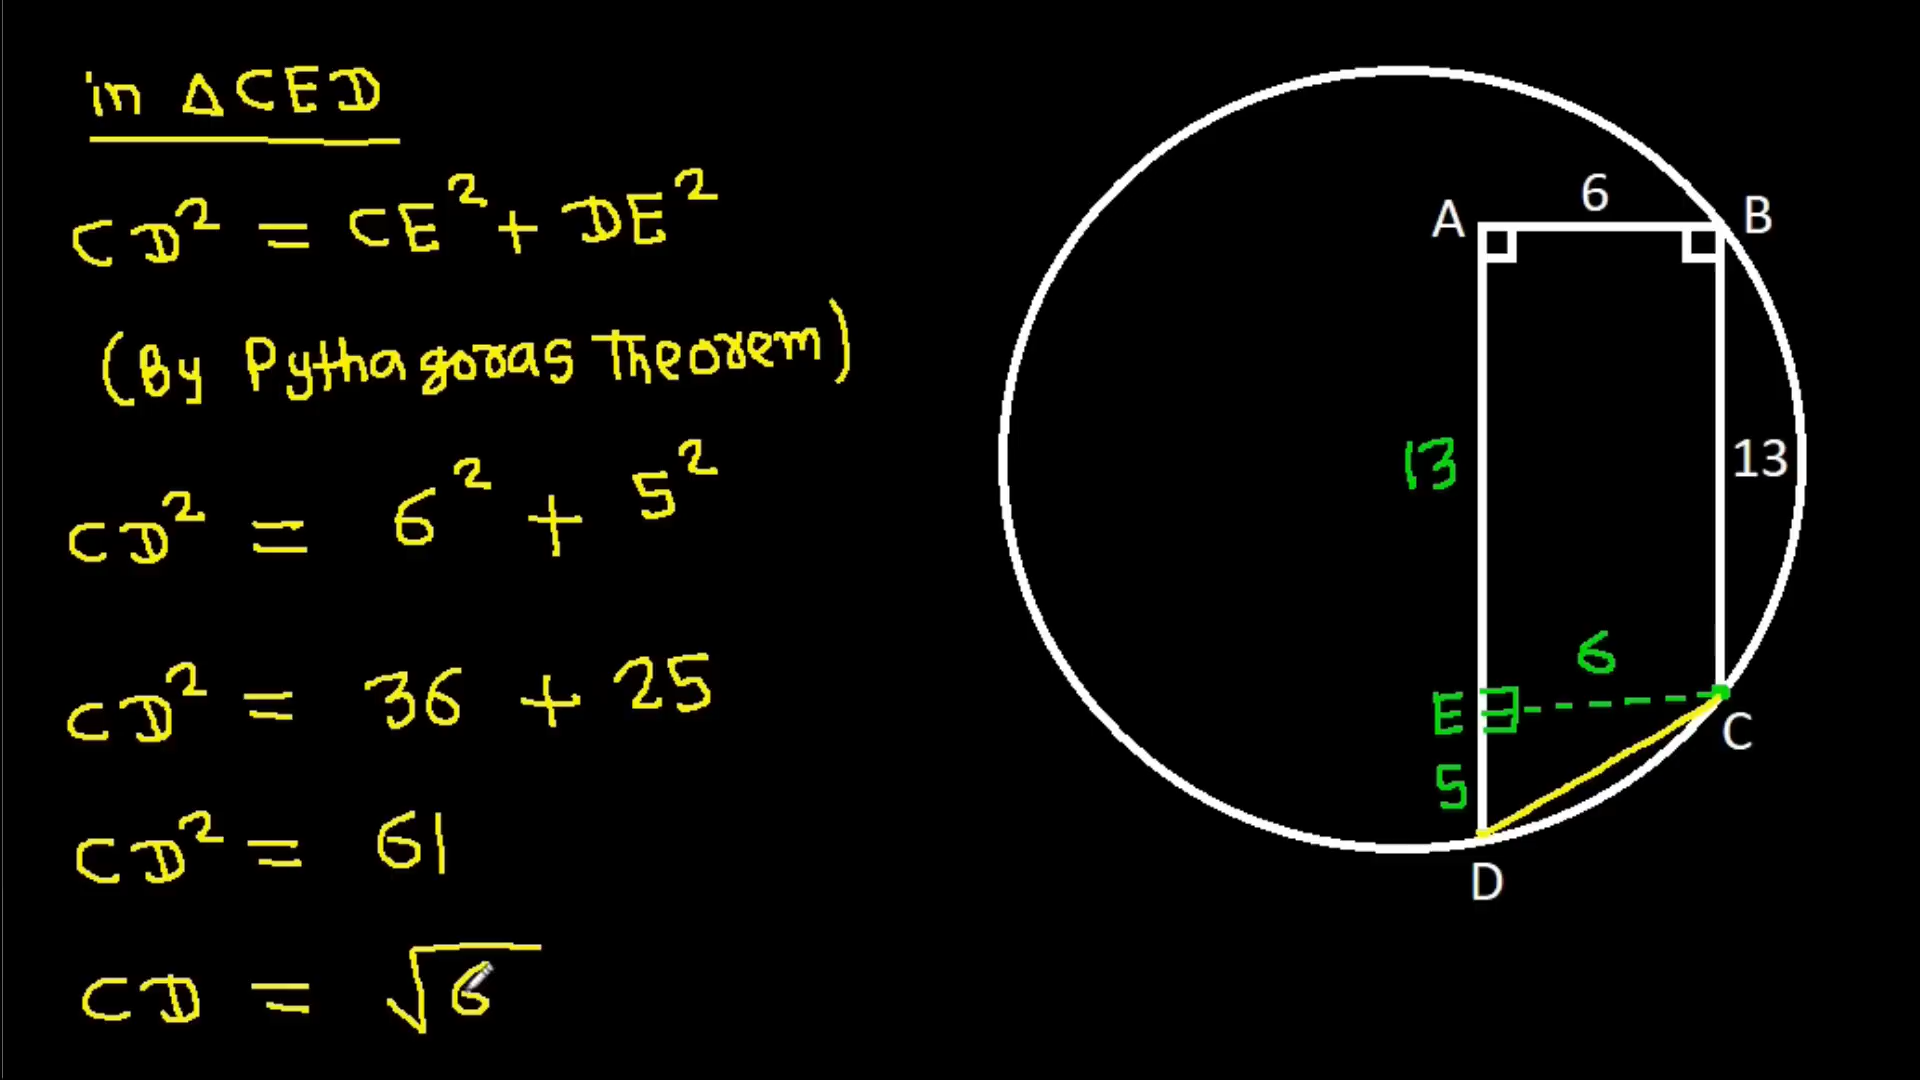 in ΔCED
CD² = CE² + DE²
(By Pythagoras Theorem)
CD² = 6² + 5²
CD² = 36 + 25
CD² = 61
CD = √6
6
A
B
13
13
6
E
C
5
D